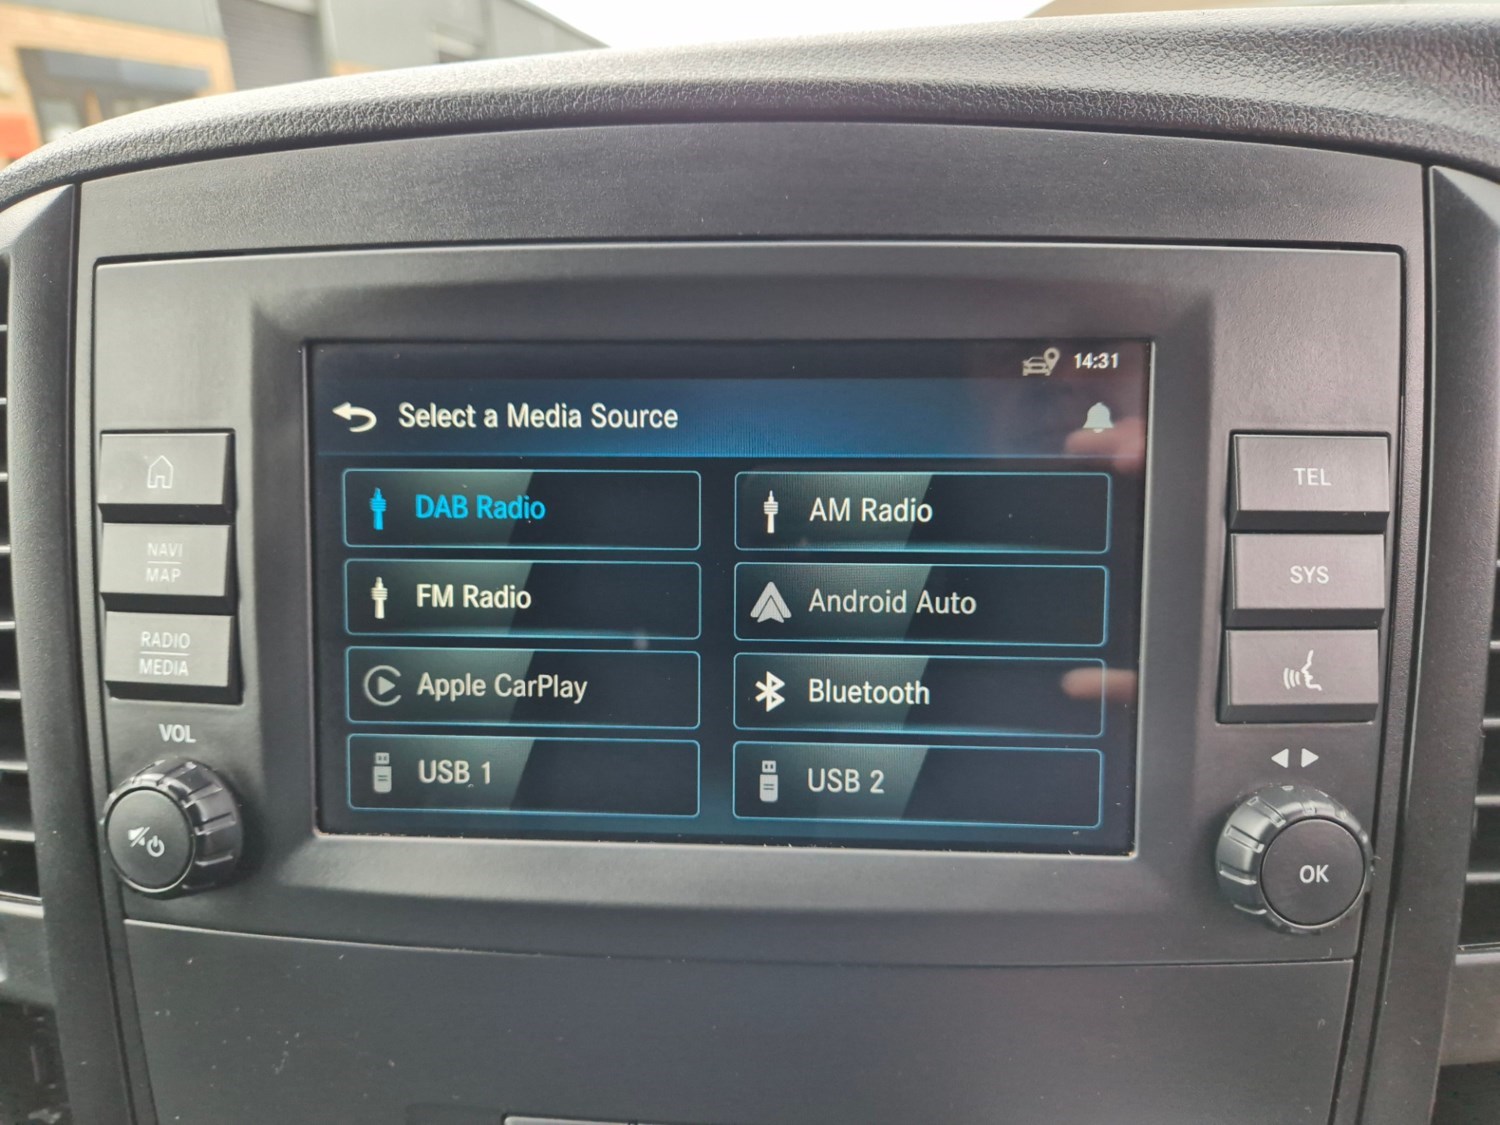 14:31
Select a Media Source
DAB Radio
AM Radio
FM Radio
Android Auto
Apple CarPlay
Bluetooth
USB 1
USB 2
NAVI
MAP
RADIO
MEDIA
VOL
TEL
SYS
OK